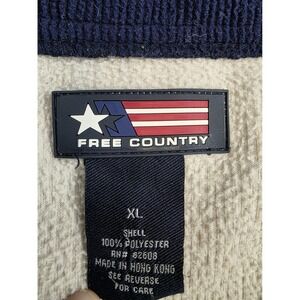 FREE COUNTRY
XL
SHELL
100% POLYESTER
RN# 82608
MADE IN HONG KONG
SEE REVERSE
FOR CARE